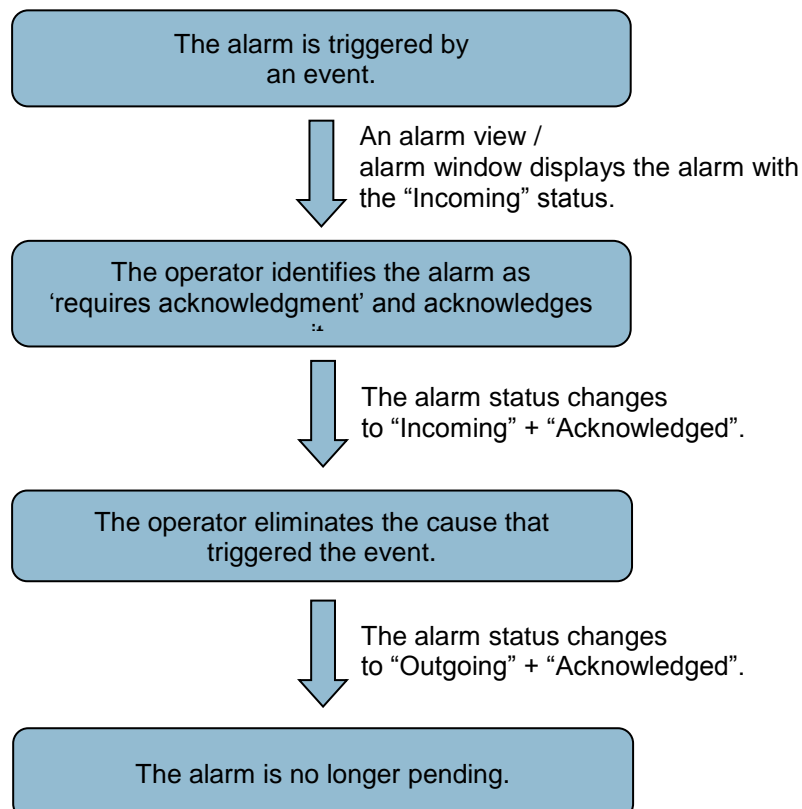 The alarm is triggered by
an event.
An alarm view /
alarm window displays the alarm with
the “Incoming” status.
The operator identifies the alarm as
‘requires acknowledgment’ and acknowledges
The alarm status changes
to “Incoming” + “Acknowledged”.
The operator eliminates the cause that
triggered the event.
The alarm status changes
to “Outgoing” + “Acknowledged”.
The alarm is no longer pending.